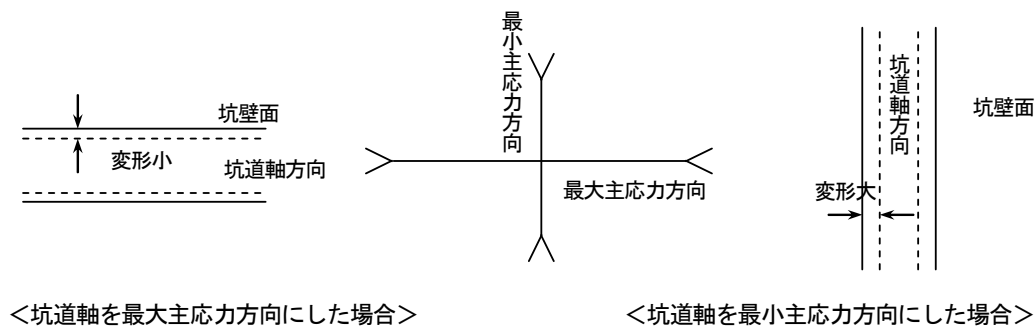 坑壁面
変形小
坑道軸方向
<坑道軸を最大主応力方向にした場合>
最小主応力方向
最大主応力方向
坑道軸方向
坑壁面
変形大
<坑道軸を最小主応力方向にした場合>